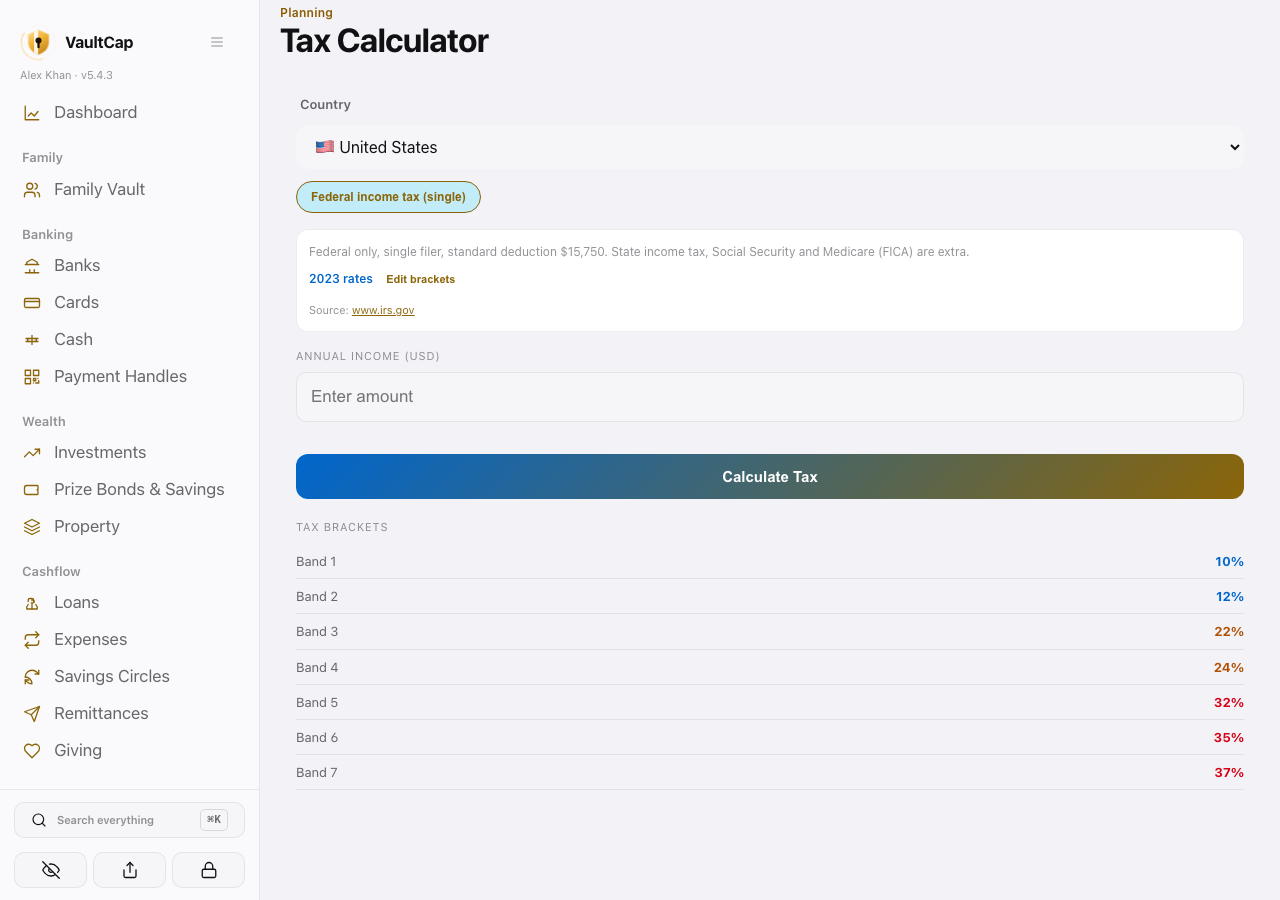 VaultCap
Alex Khan · v5.4.3
Dashboard
Family
Family Vault
Banking
Banks
Cards
Cash
Payment Handles
Wealth
Investments
Prize Bonds & Savings
Property
Cashflow
Loans
Expenses
Savings Circles
Remittances
Giving
Search everything ⌘K
Planning
Tax Calculator
Country
🇺🇸 United States
Federal income tax (single)
Federal only, single filer, standard deduction $15,750. State income tax, Social Security and Medicare (FICA) are extra.
2023 rates Edit brackets
Source: www.irs.gov
ANNUAL INCOME (USD)
Enter amount
Calculate Tax
TAX BRACKETS
Band 1 10%
Band 2 12%
Band 3 22%
Band 4 24%
Band 5 32%
Band 6 35%
Band 7 37%